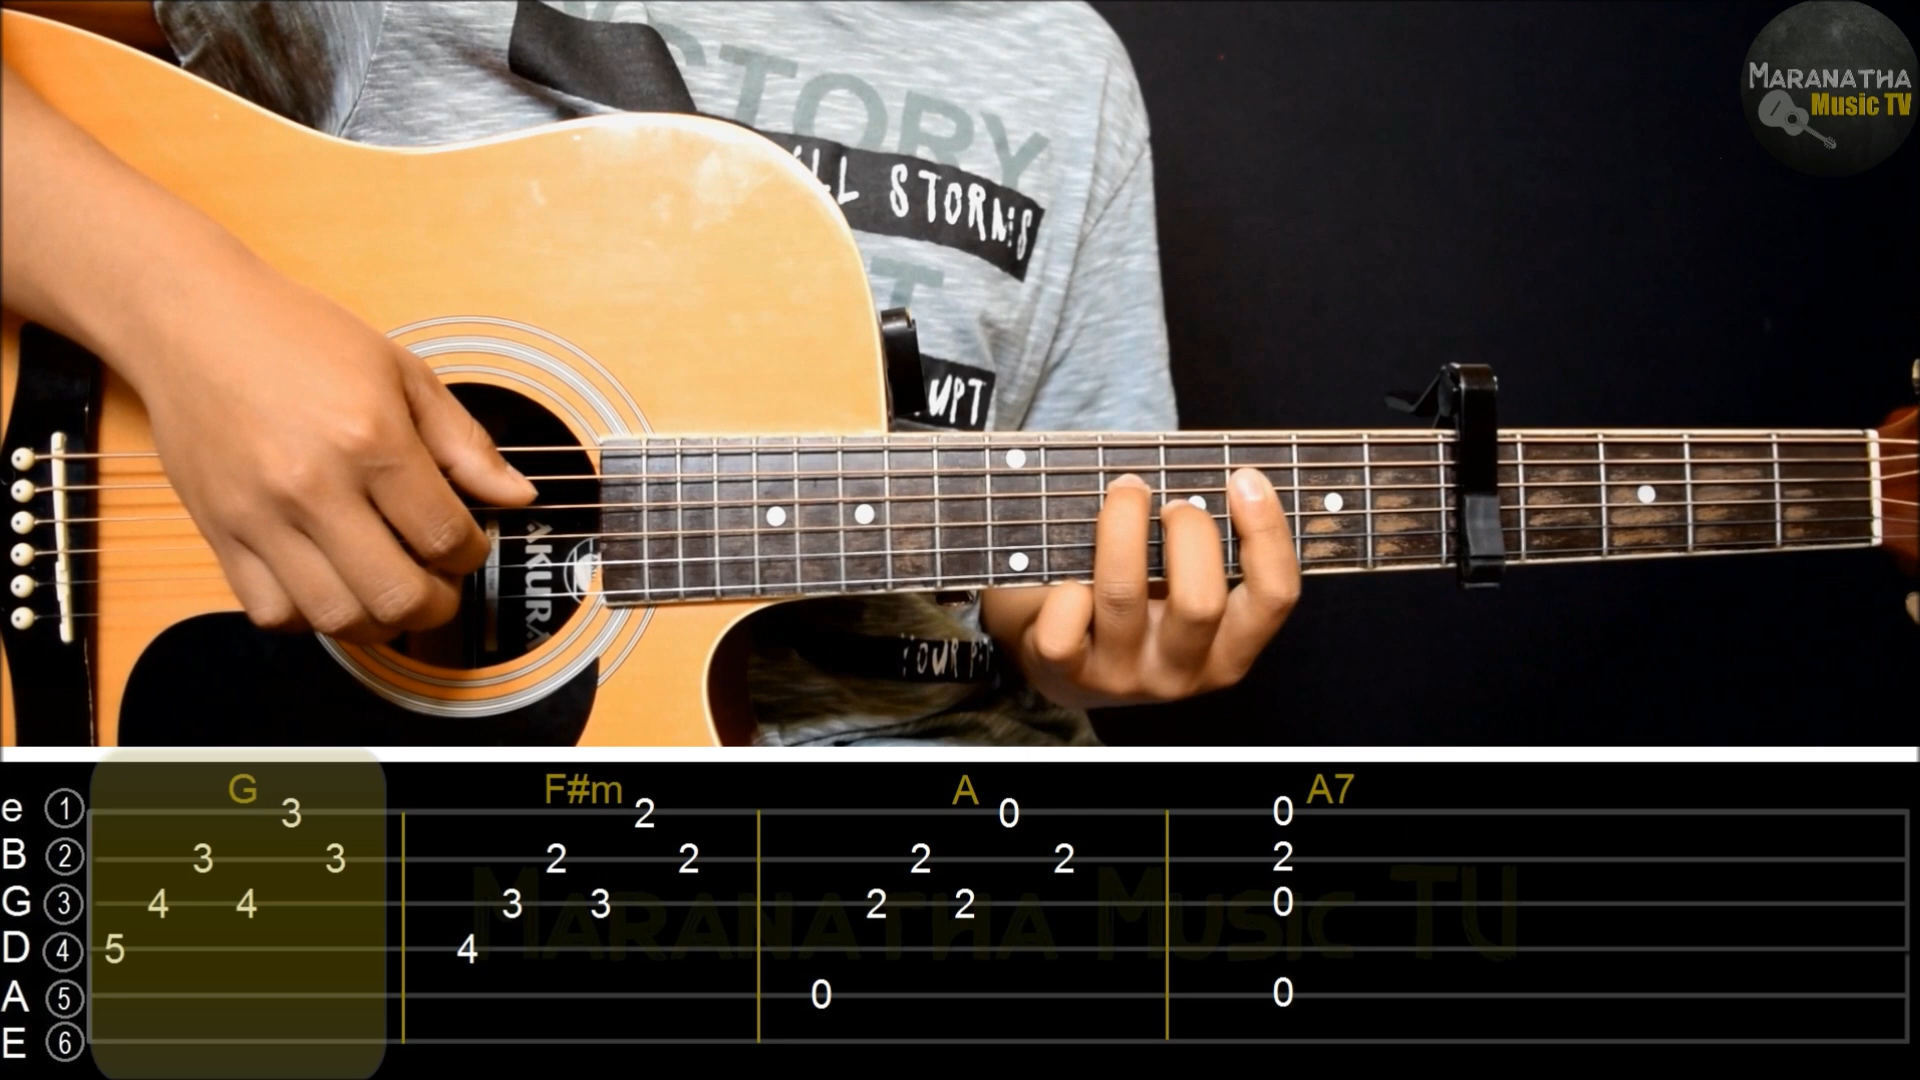 STORY
ALL STORMS
UPT
YOUR
AKURA
MARANATHA
Music TV
G F#m A A7
e 1 3 2 0 0
B 2 3 3 2 2 2 2 2
G 3 4 4 3 3 2 2 0
D 4 5 4
A 5 0 0
E 6
MARANATHA MUSIC TV